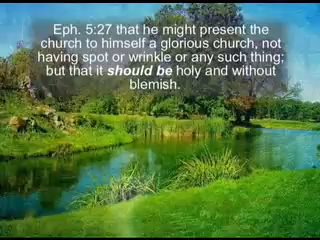 Eph. 5:27 that he might present the
church to himself a glorious church, not
having spot or wrinkle or any such thing;
but that it should be holy and without
blemish.